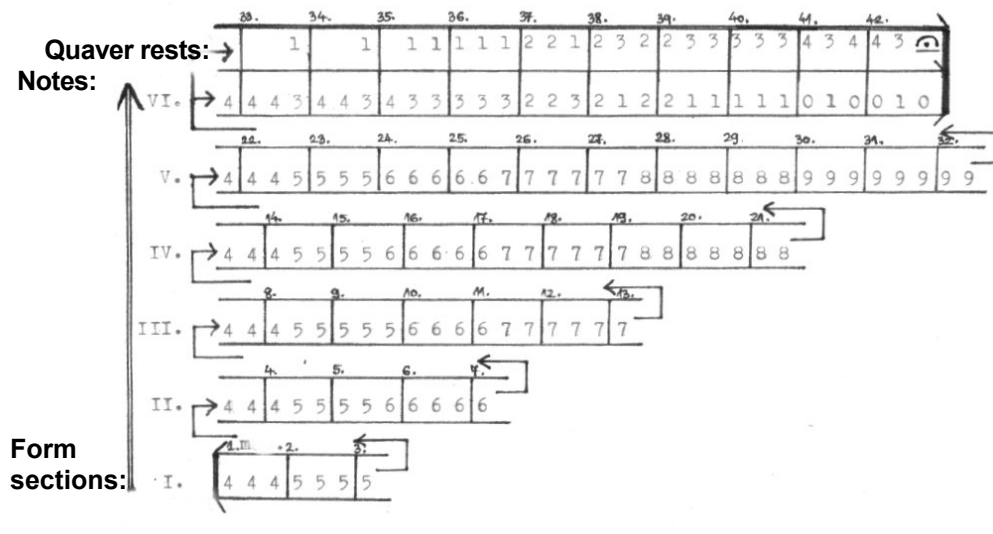 33. 34. 35. 36. 37. 38. 39. 40. 41. 42.
Quaver rests: 1 1 1 1 1 1 1 2 2 1 2 3 2 2 3 3 3 3 3 4 3 4 4 3
Notes:
VI. 4 4 4 3 4 4 3 4 3 3 3 3 3 2 2 3 2 1 2 2 1 1 1 1 1 0 1 0 0 1 0
22. 23. 24. 25. 26. 27. 28. 29. 30. 31. 32.
V. 4 4 4 5 5 5 5 6 6 6 6 6 7 7 7 7 7 7 8 8 8 8 8 8 8 9 9 9 9 9 9 9 9
14. 15. 16. 17. 18. 19. 20. 21.
IV. 4 4 4 5 5 5 5 6 6 6 6 6 7 7 7 7 7 7 8 8 8 8 8 8 8
8. 9. 10. 11. 12. 13.
III. 4 4 4 5 5 5 5 5 6 6 6 6 7 7 7 7 7 7
4. 5. 6. 7.
II. 4 4 4 5 5 5 5 6 6 6 6 6
Form
1. 2. 3.
sections: I. 4 4 4 5 5 5 5